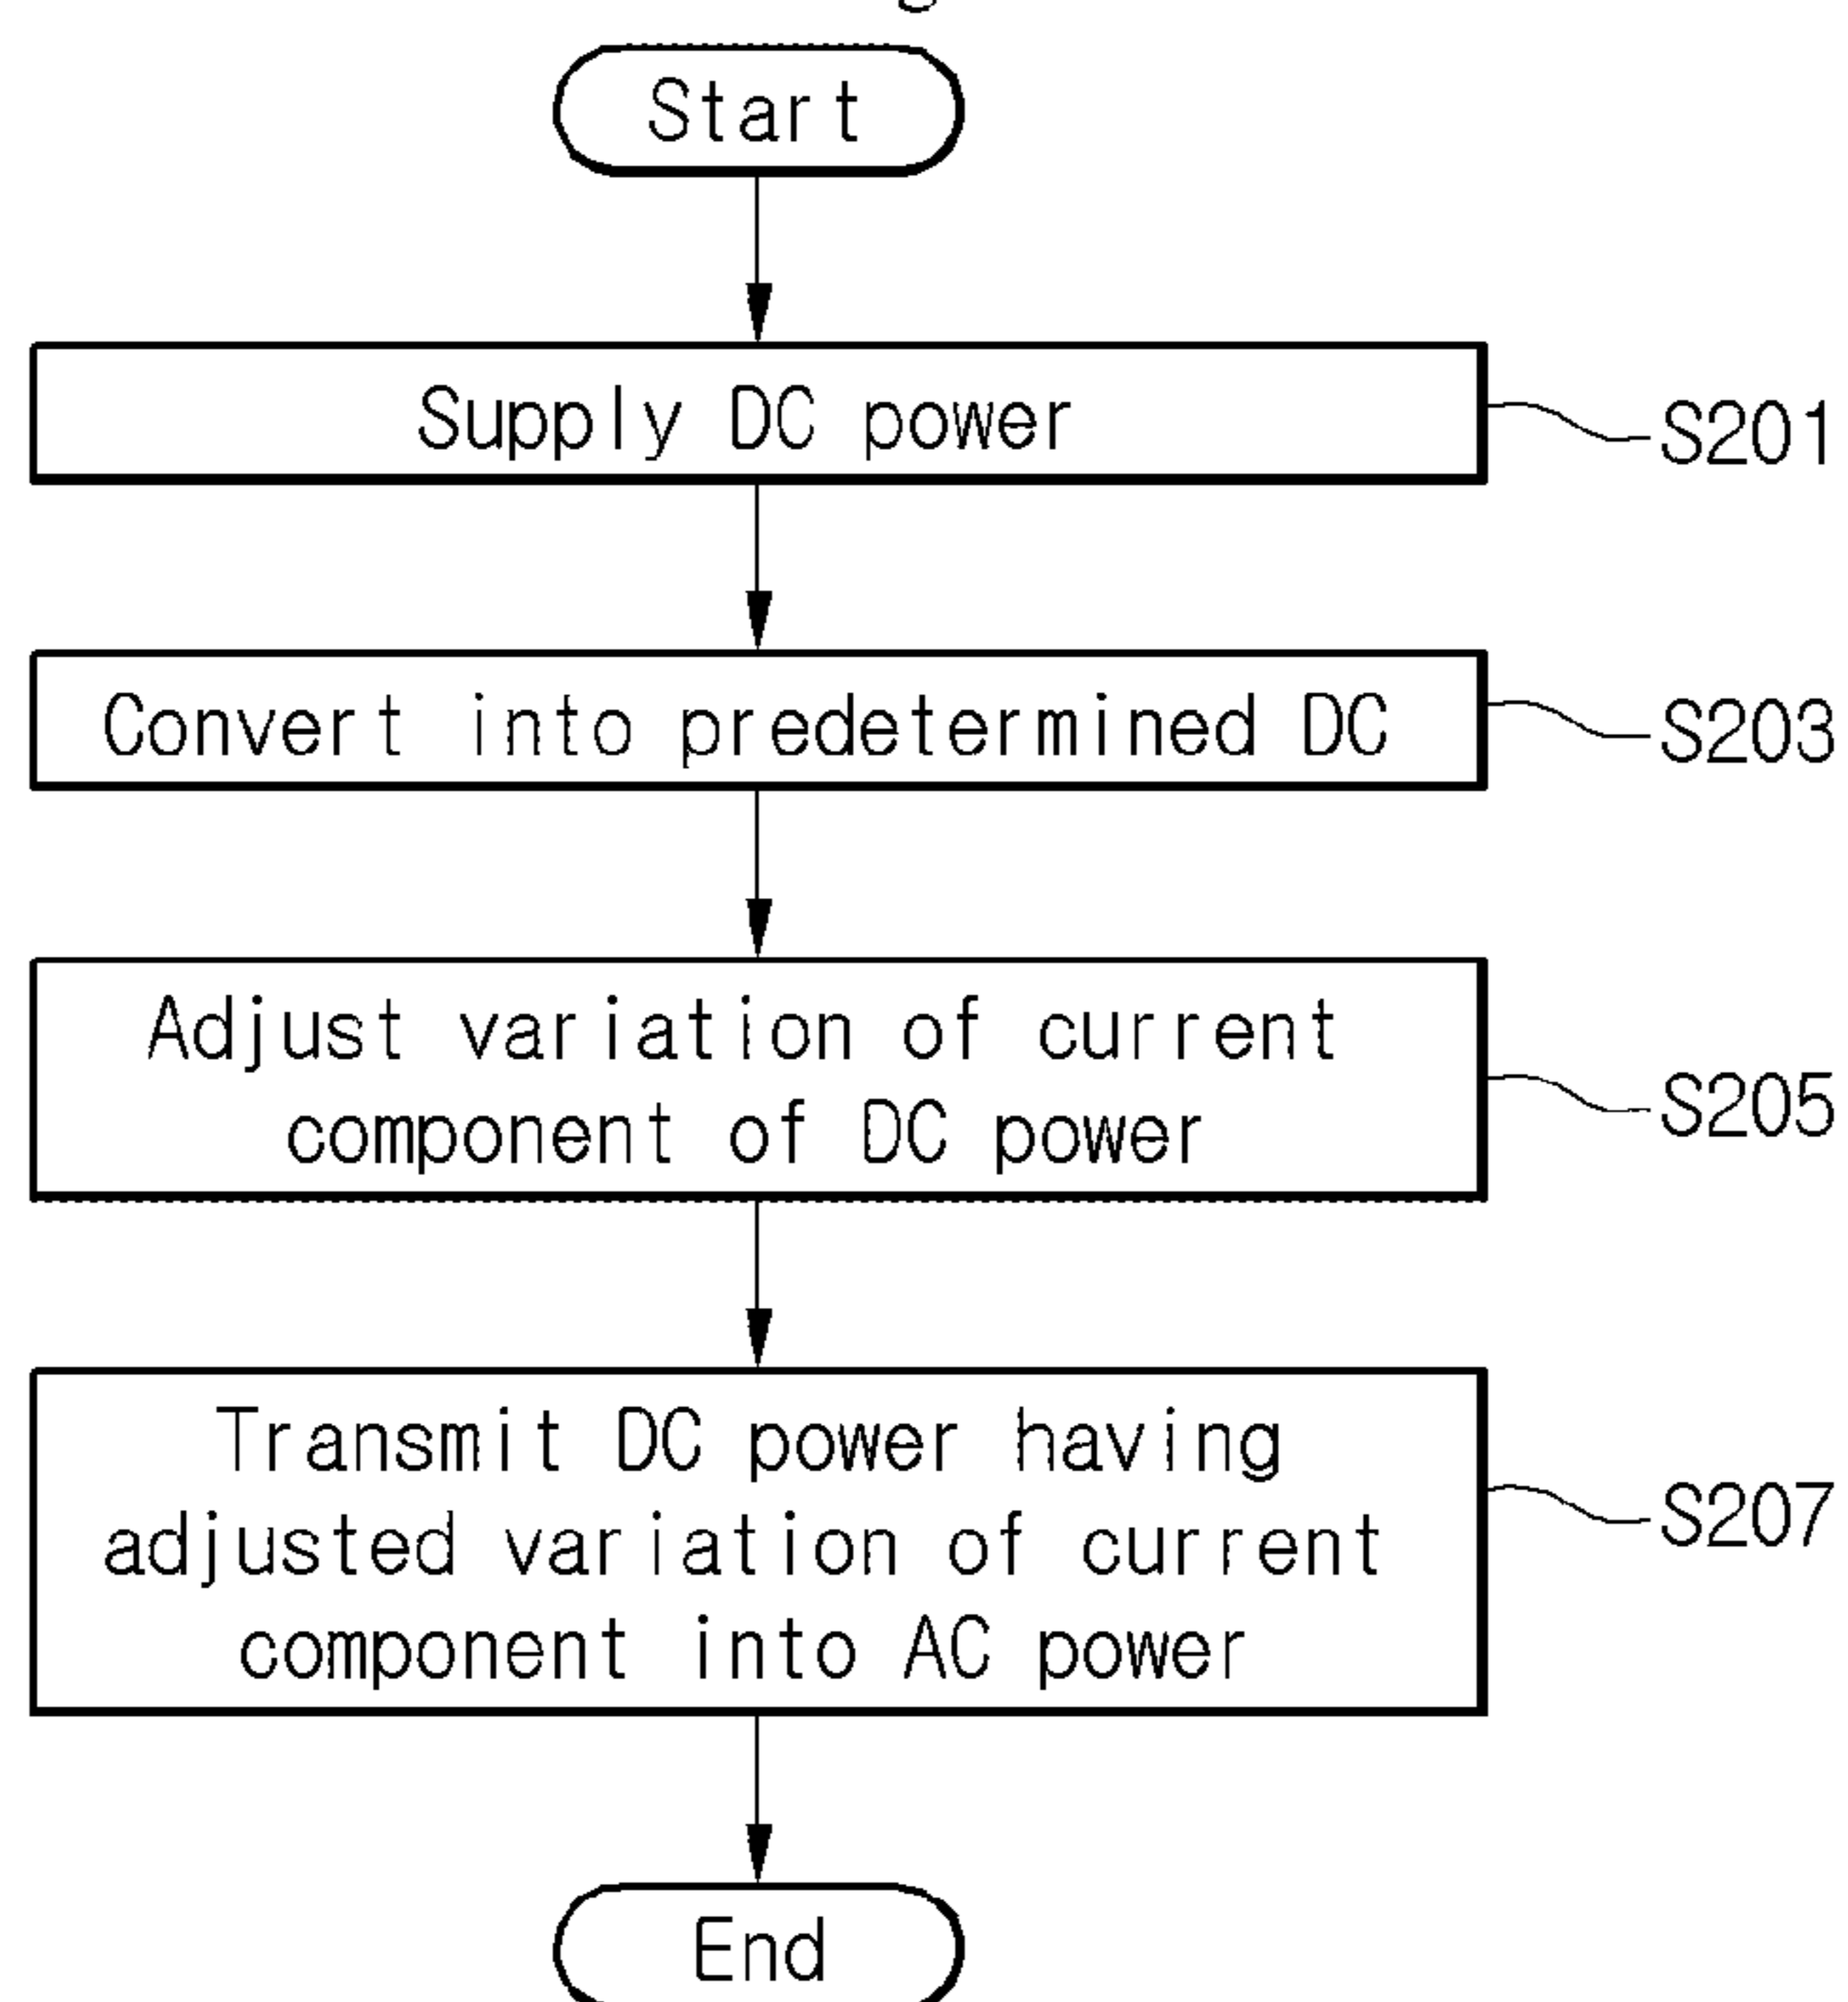 Start
Supply DC power
S201
Convert into predetermined DC
S203
Adjust variation of current
component of DC power
S205
Transmit DC power having
adjusted variation of current
component into AC power
S207
End